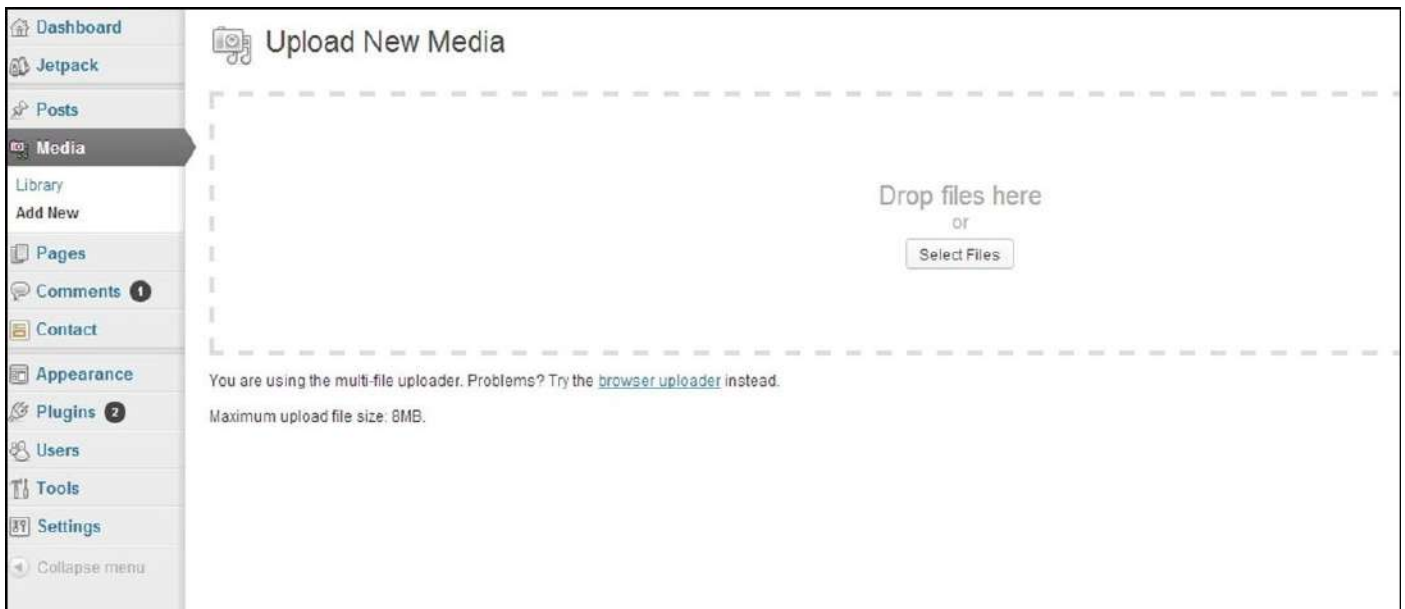 Dashboard
Jetpack
Posts
Media
Library
Add New
Pages
Comments 1
Contact
Appearance
Plugins 2
Users
Tools
Settings
Collapse menu
Upload New Media
Drop files here
or
Select Files
You are using the multi-file uploader. Problems? Try the browser uploader instead.
Maximum upload file size: 8MB.